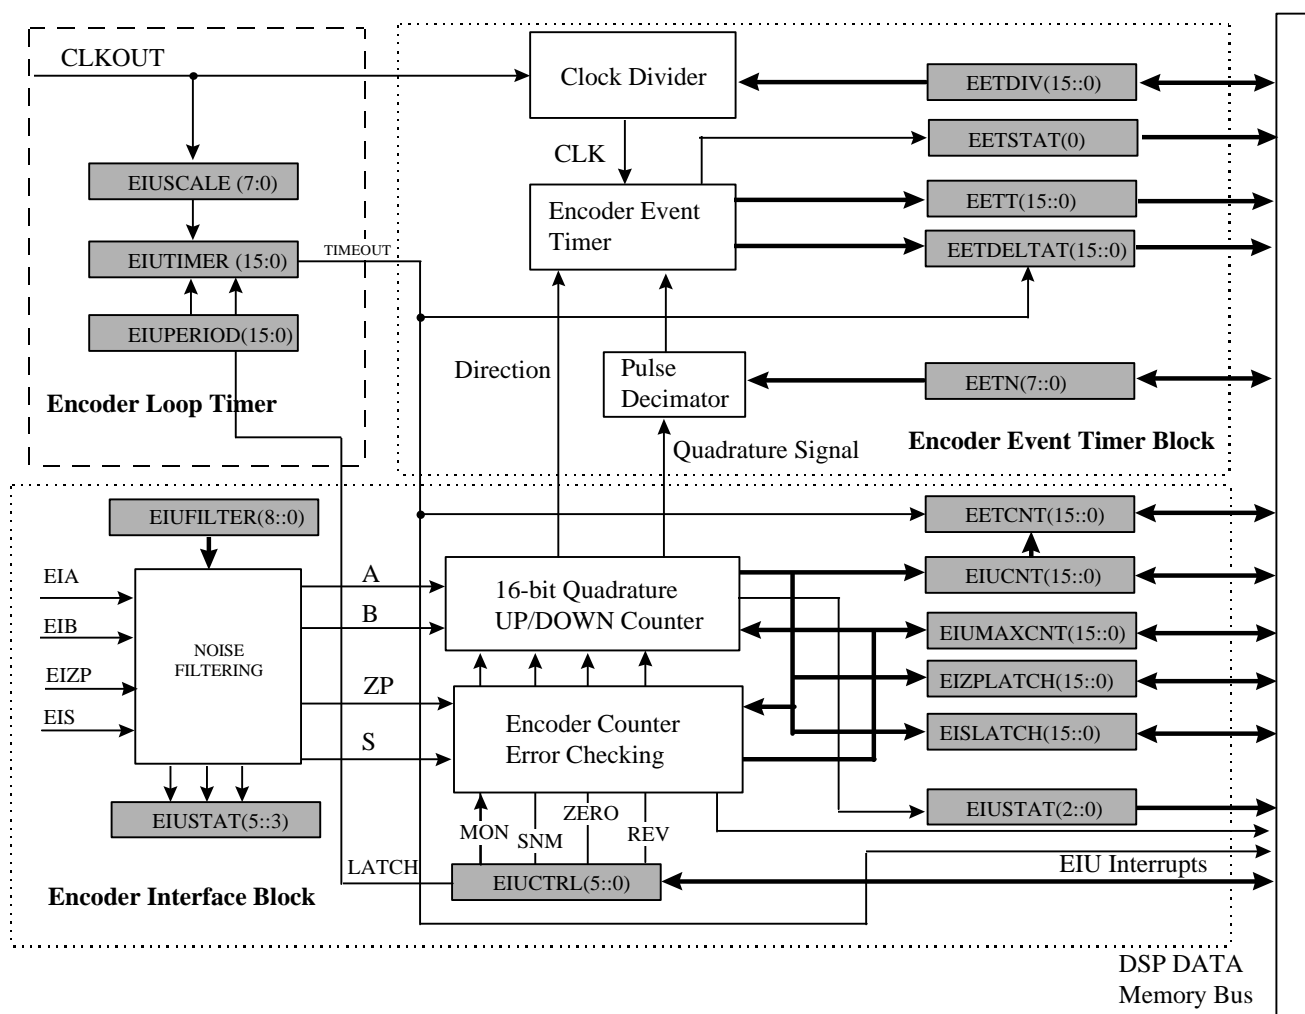 CLKOUT
EIUSCALE (7:0)
EIUTIMER (15:0)
TIMEOUT
EIUPERIOD(15:0)
Encoder Loop Timer
Clock Divider
CLK
Encoder Event
Timer
Direction
Pulse
Decimator
Quadrature Signal
EETDIV(15::0)
EETSTAT(0)
EETT(15::0)
EETDELTAT(15::0)
EETN(7::0)
Encoder Event Timer Block
EIUFILTER(8::0)
EIA
EIB
EIZP
EIS
NOISE
FILTERING
A
B
ZP
S
EIUSTAT(5::3)
16-bit Quadrature
UP/DOWN Counter
Encoder Counter
Error Checking
MON
SNM
ZERO
REV
LATCH
EIUCTRL(5::0)
EETCNT(15::0)
EIUCNT(15::0)
EIUMAXCNT(15::0)
EIZPLATCH(15::0)
EISLATCH(15::0)
EIUSTAT(2::0)
EIU Interrupts
Encoder Interface Block
DSP DATA
Memory Bus